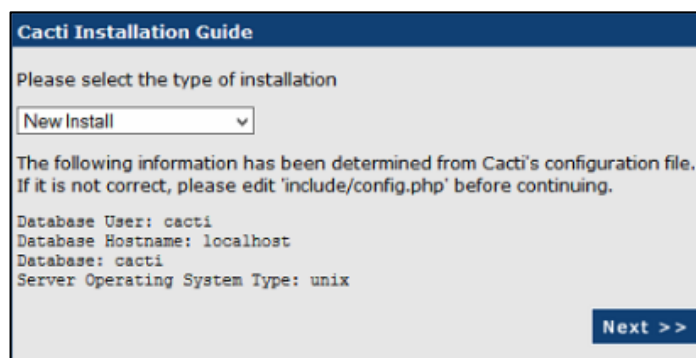 Cacti Installation Guide
Please select the type of installation
New Install
The following information has been determined from Cacti's configuration file.
If it is not correct, please edit 'include/config.php' before continuing.
Database User: cacti
Database Hostname: localhost
Database: cacti
Server Operating System Type: unix
Next >>